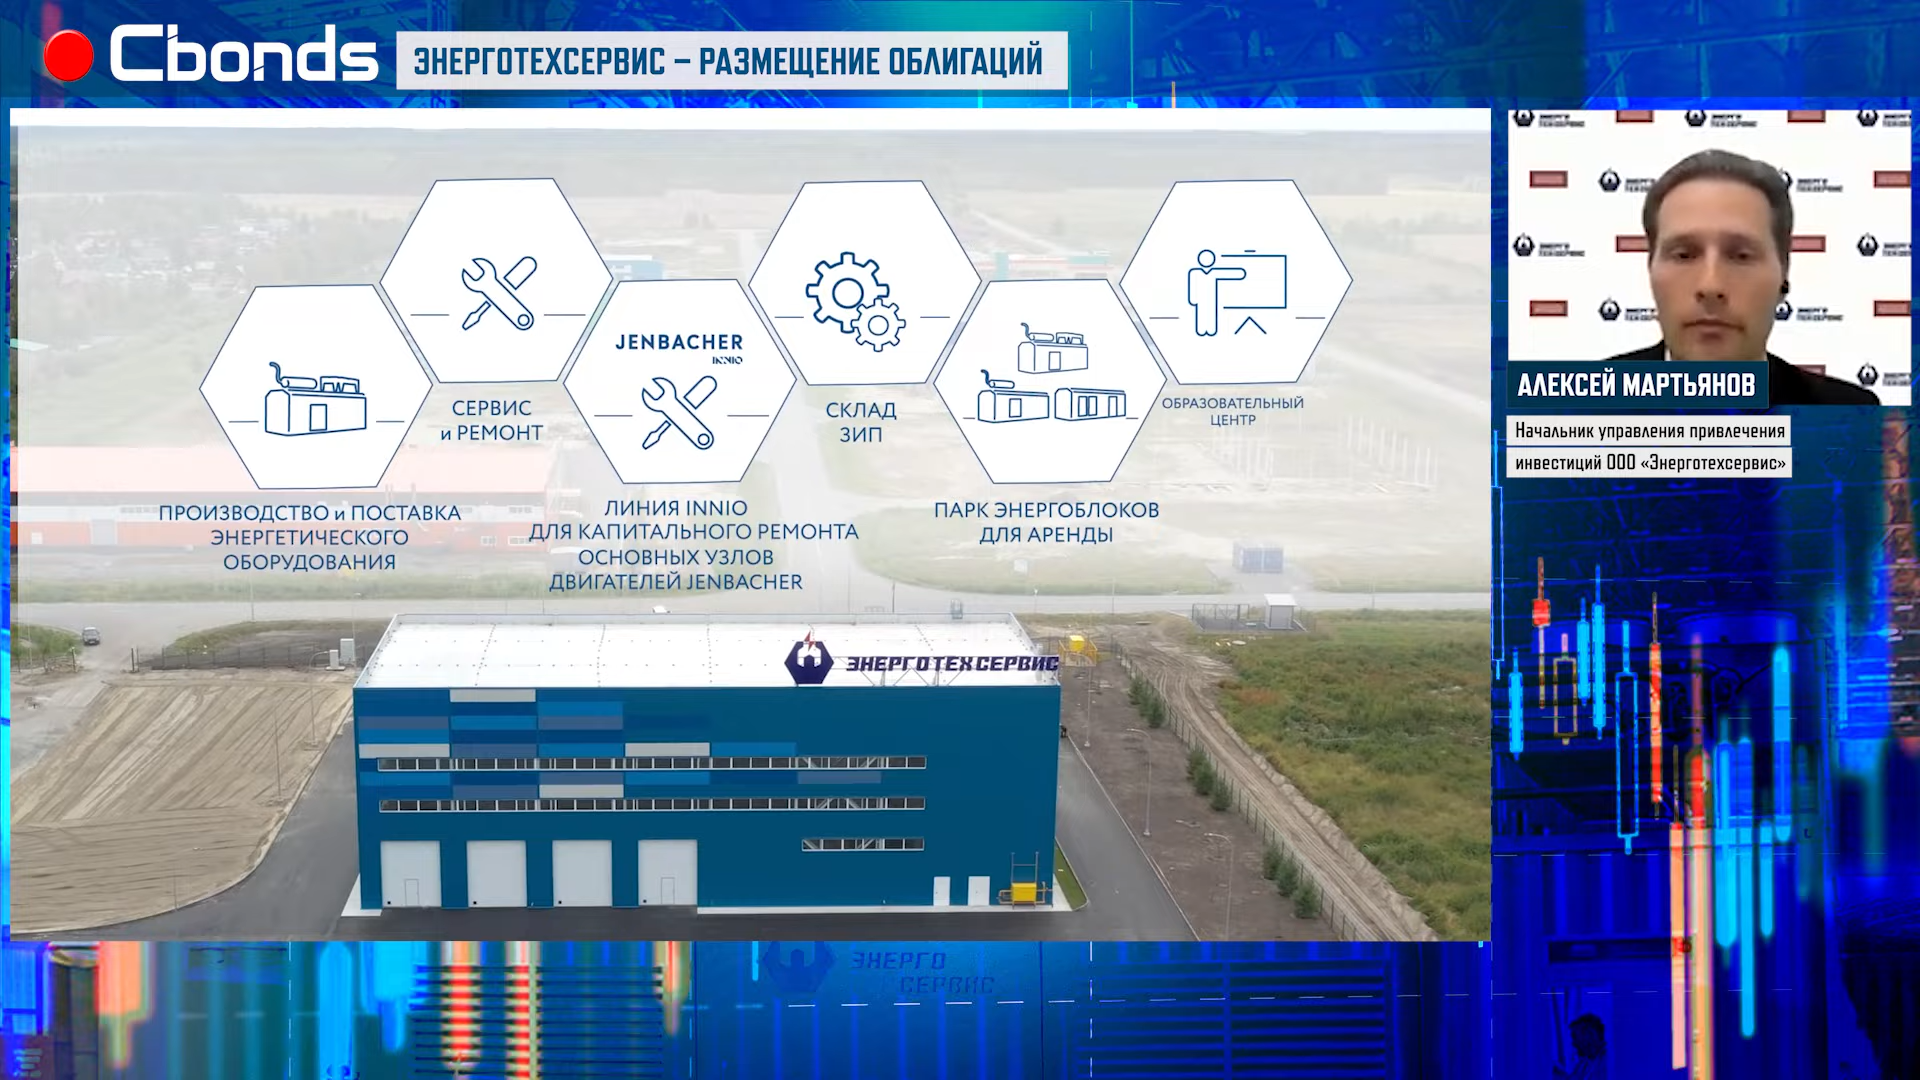 Cbonds
ЭНЕРГОТЕХСЕРВИС – РАЗМЕЩЕНИЕ ОБЛИГАЦИЙ
JENBACHER
INNIO
СЕРВИС
и РЕМОНТ
СКЛАД
ЗИП
ОБРАЗОВАТЕЛЬНЫЙ
ЦЕНТР
ПРОИЗВОДСТВО и ПОСТАВКА
ЭНЕРГЕТИЧЕСКОГО
ОБОРУДОВАНИЯ
ЛИНИЯ INNIO
ДЛЯ КАПИТАЛЬНОГО РЕМОНТА
ОСНОВНЫХ УЗЛОВ
ДВИГАТЕЛЕЙ JENBACHER
ПАРК ЭНЕРГОБЛОКОВ
ДЛЯ АРЕНДЫ
ЭНЕРГОТЕХСЕРВИС
АЛЕКСЕЙ МАРТЬЯНОВ
Начальник управления привлечения
инвестиций ООО «Энерготехсервис»
ЭНЕРГО
СЕРВИС